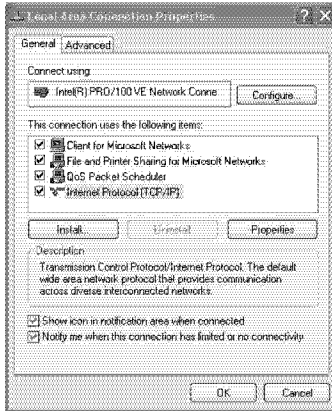 Local Area Connection Properties
General Advanced
Connect using
Intel(R) PRO/100 VE Network Conne
Configure...
This connection uses the following items:
Client for Microsoft Networks
File and Printer Sharing for Microsoft Networks
QoS Packet Scheduler
Internet Protocol (TCP/IP)
Install... Uninstall Properties
Description
Transmission Control Protocol/Internet Protocol. The default
wide area network protocol that provides communication
across diverse interconnected networks.
Show icon in notification area when connected
Notify me when this connection has limited or no connectivity
OK Cancel